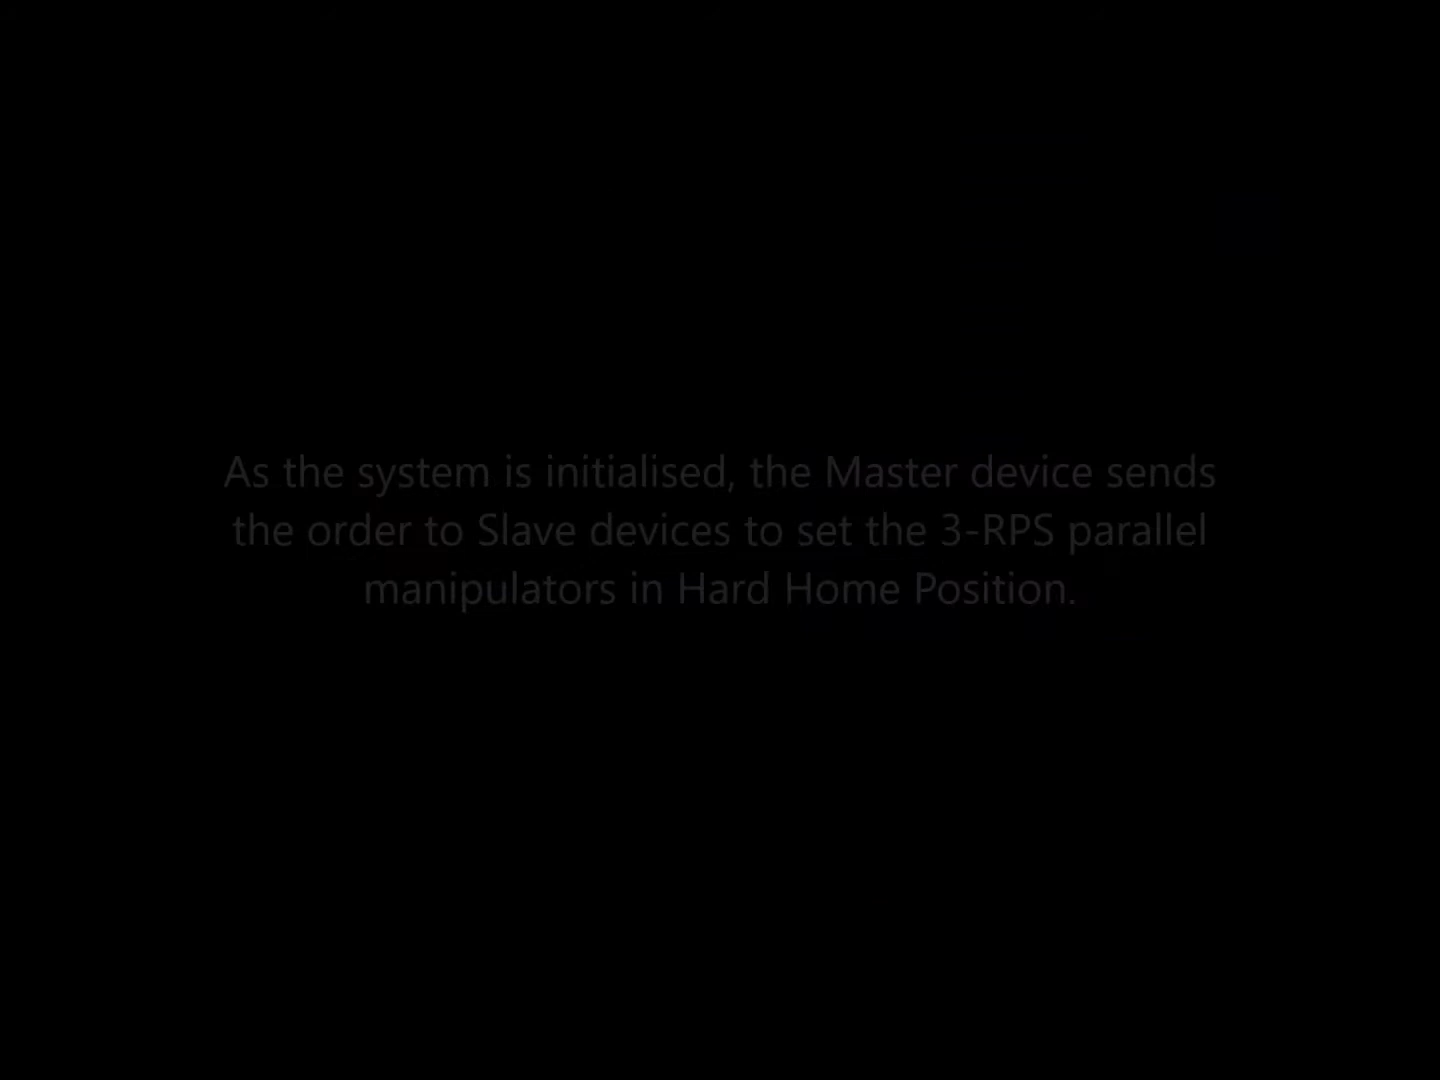 As the system is initialised, the Master device sends
the order to Slave devices to set the 3-RPS parallel
manipulators in Hard Home Position.